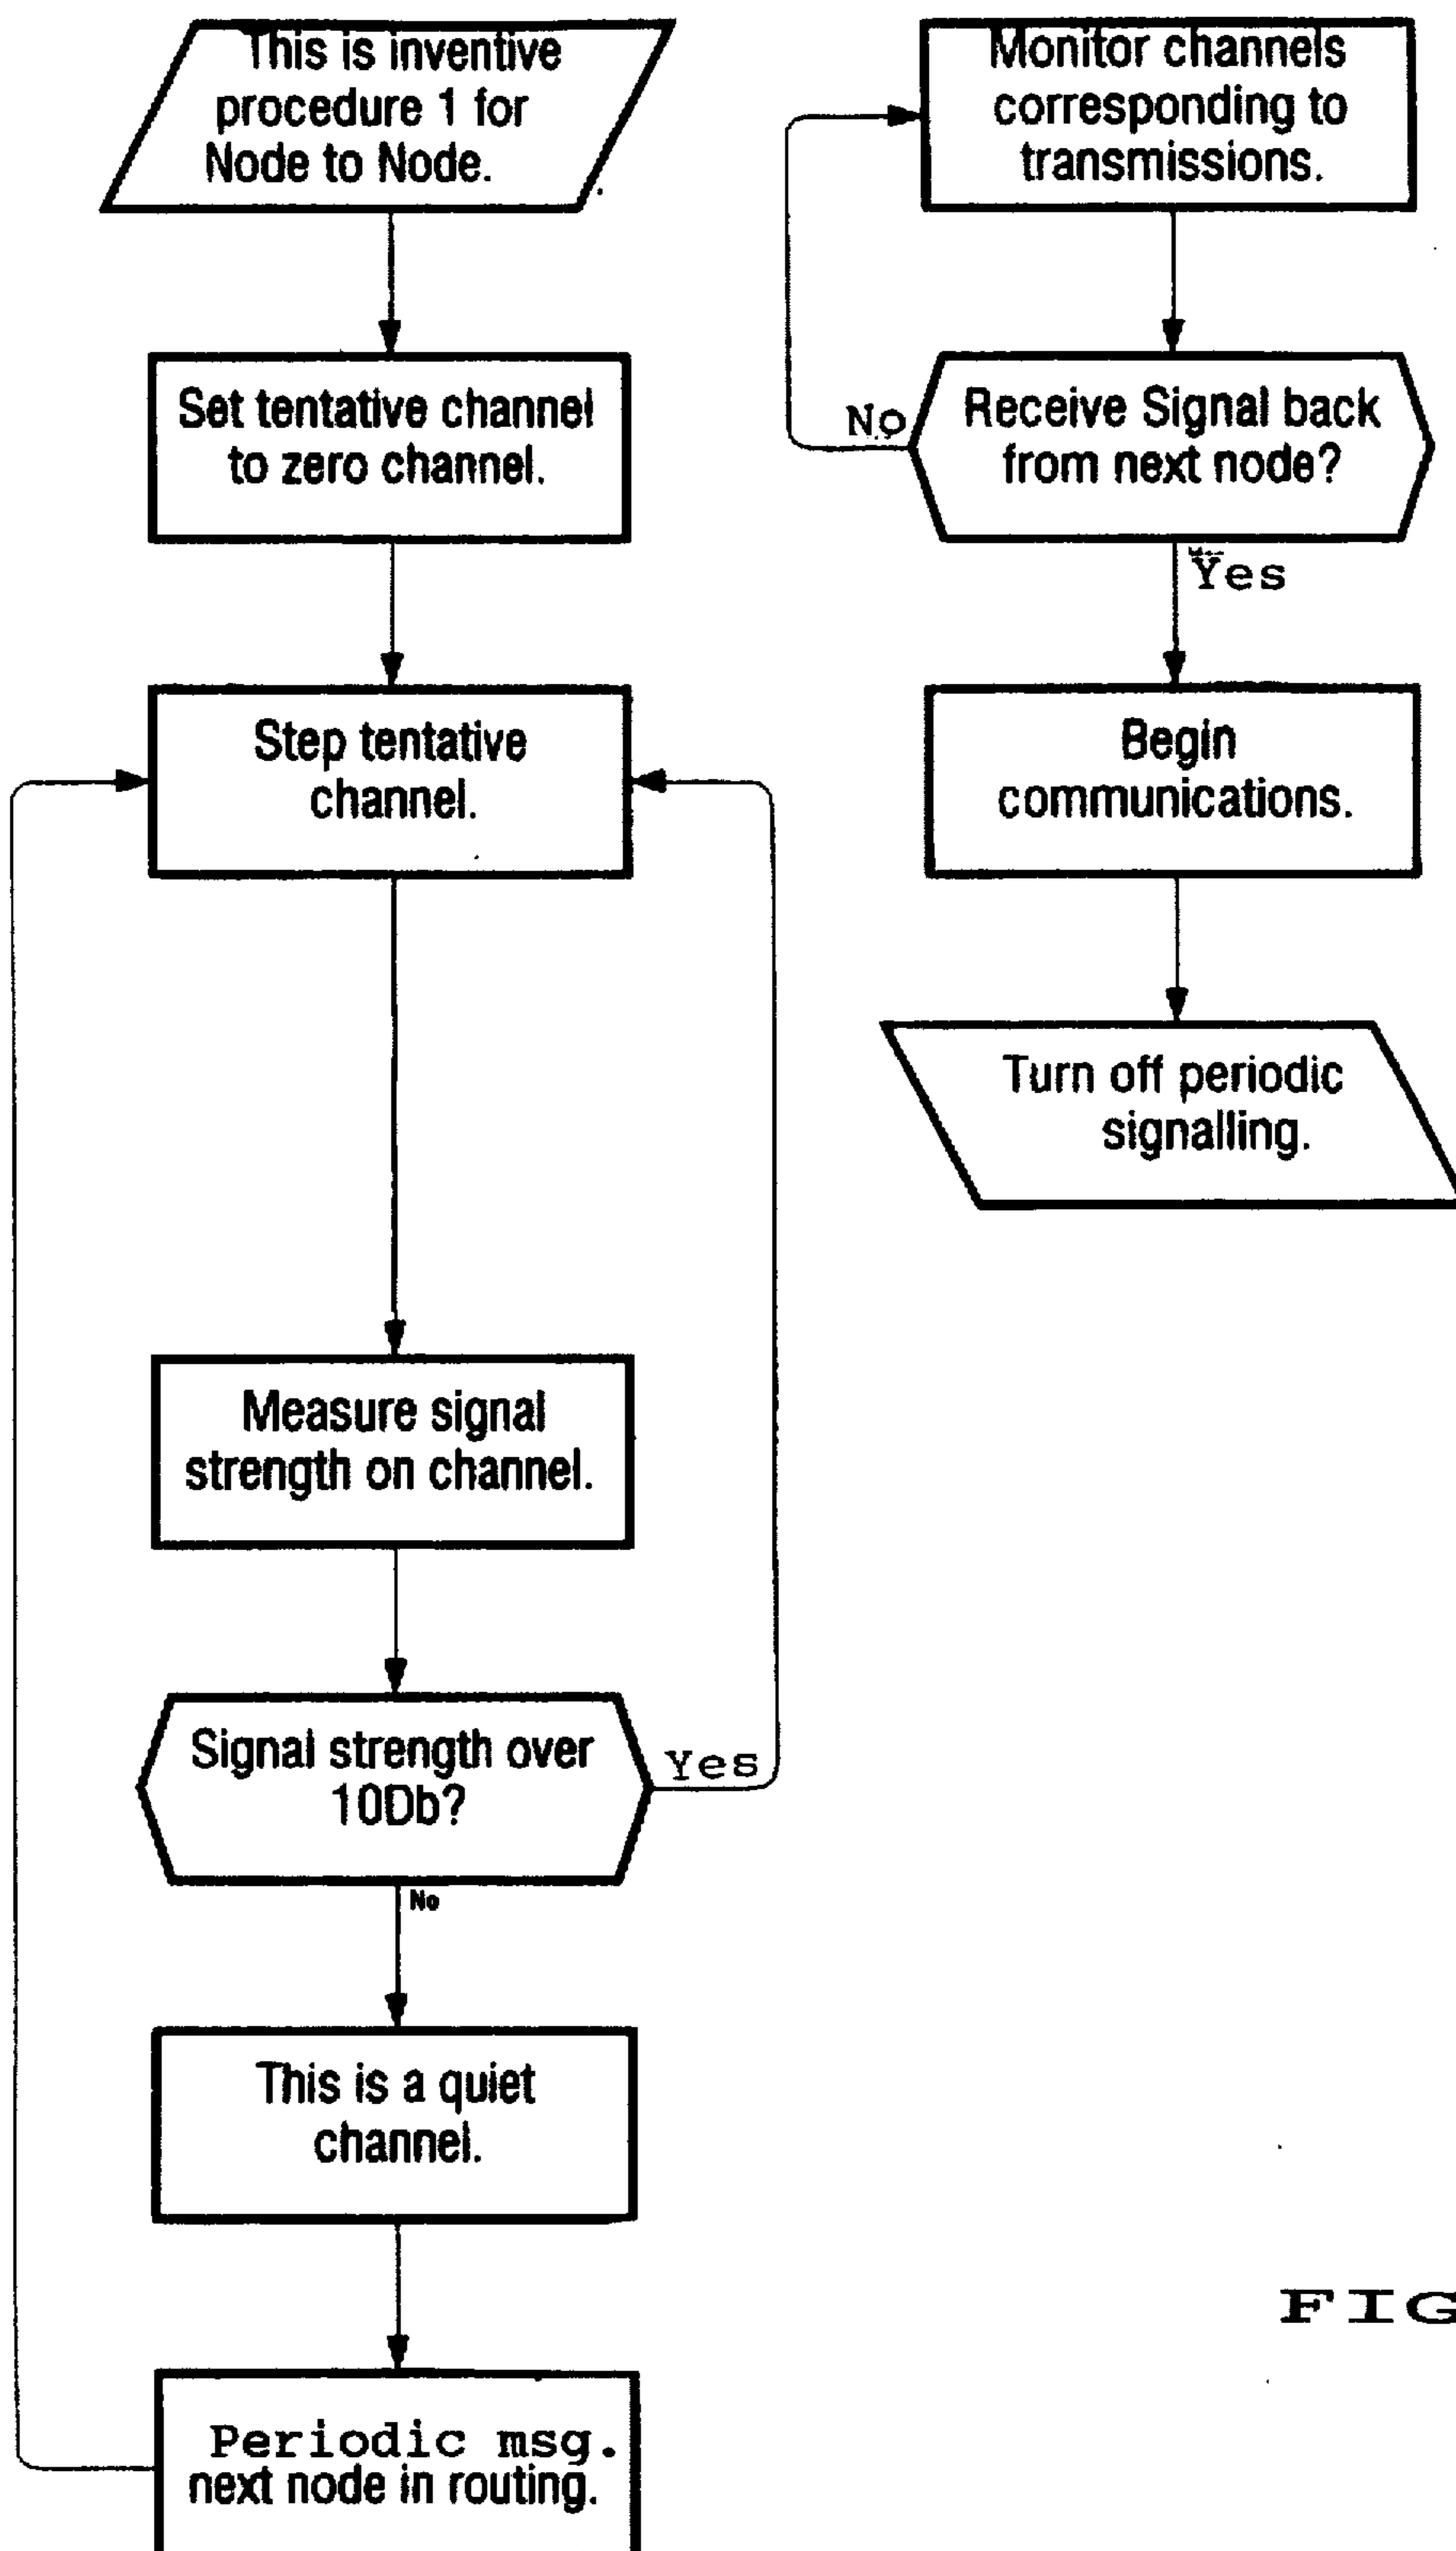 This is inventive
procedure 1 for
Node to Node.
Set tentative channel
to zero channel.
Step tentative
channel.
Measure signal
strength on channel.
Signal strength over
10Db?
Yes
No
This is a quiet
channel.
Periodic msg.
next node in routing.
Monitor channels
corresponding to
transmissions.
Receive Signal back
from next node?
No
Yes
Begin
communications.
Turn off periodic
signalling.
FIG